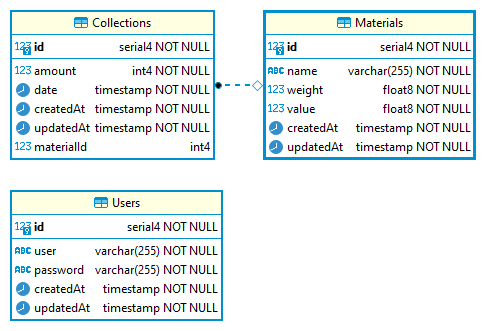 Collections
123 id serial4 NOT NULL
123 amount int4 NOT NULL
date timestamp NOT NULL
createdAt timestamp NOT NULL
updatedAt timestamp NOT NULL
123 materialId int4
Materials
123 id serial4 NOT NULL
ABC name varchar(255) NOT NULL
123 weight float8 NOT NULL
123 value float8 NOT NULL
createdAt timestamp NOT NULL
updatedAt timestamp NOT NULL
Users
123 id serial4 NOT NULL
ABC user varchar(255) NOT NULL
ABC password varchar(255) NOT NULL
createdAt timestamp NOT NULL
updatedAt timestamp NOT NULL